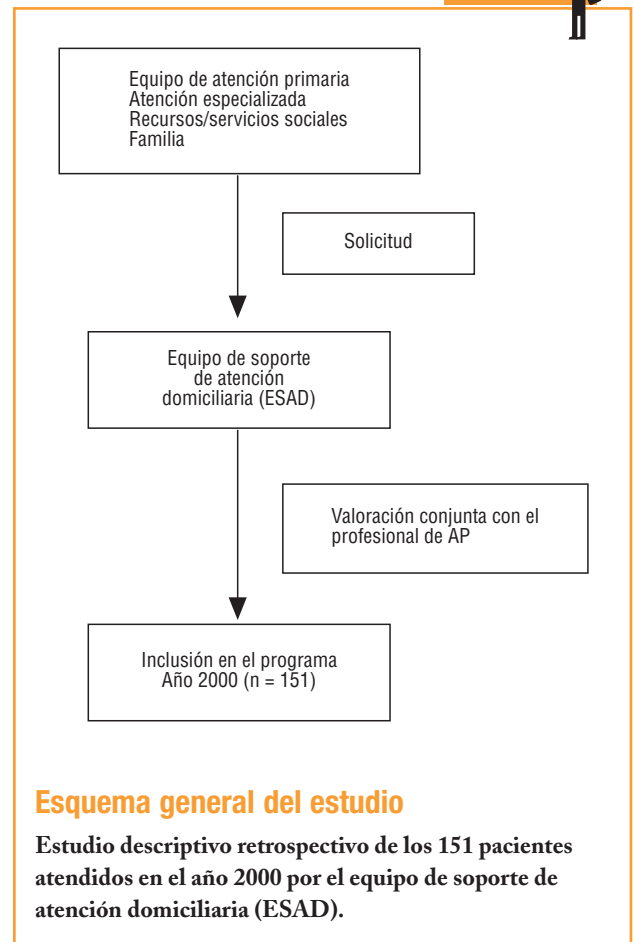 Equipo de atención primaria
Atención especializada
Recursos/servicios sociales
Familia
Solicitud
Equipo de soporte
de atención
domiciliaria (ESAD)
Valoración conjunta con el
profesional de AP
Inclusión en el programa
Año 2000 (n = 151)
Esquema general del estudio
Estudio descriptivo retrospectivo de los 151 pacientes
atendidos en el año 2000 por el equipo de soporte de
atención domiciliaria (ESAD).